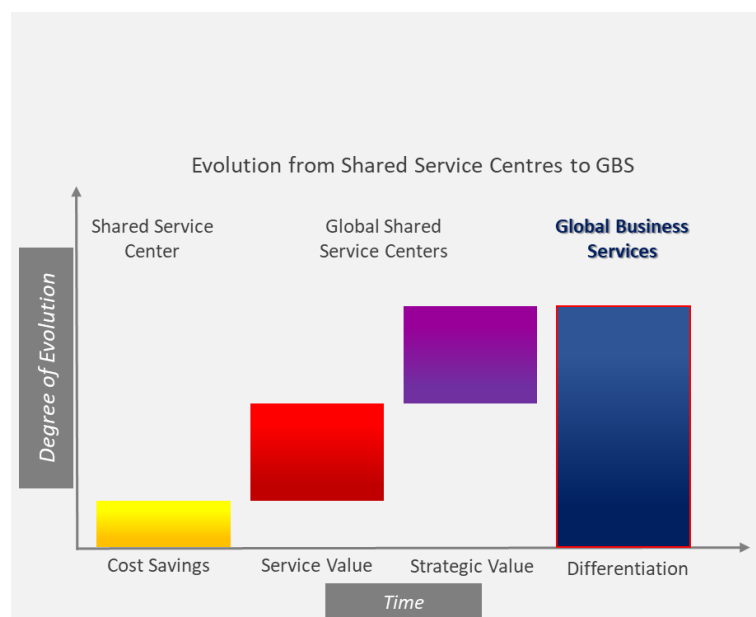 Evolution from Shared Service Centres to GBS
Shared Service
Center
Global Shared
Service Centers
Global Business
Services
Degree of Evolution
Cost Savings
Service Value
Strategic Value
Differentiation
Time